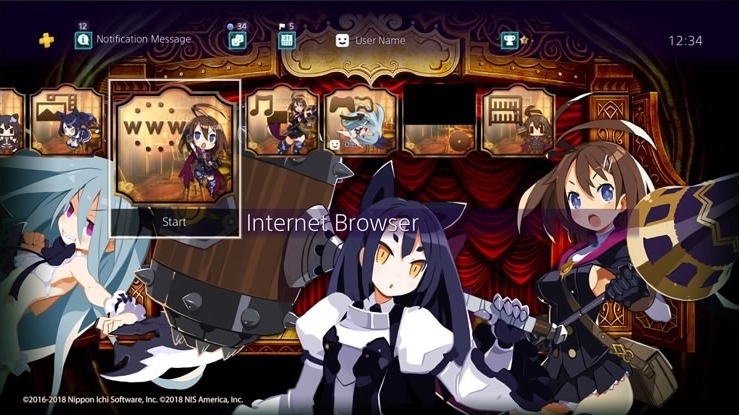 12
Notification Message
34
5
User Name
12:34
www
Start
Internet Browser
©2016-2018 Nippon Ichi Software, Inc. ©2018 NIS America, Inc.